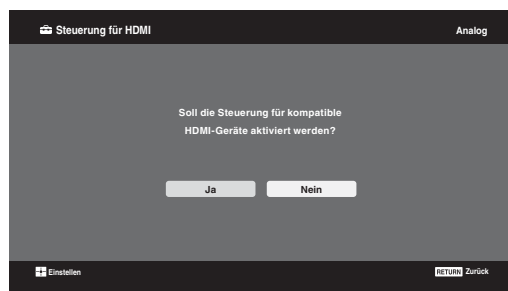 Steuerung für HDMI
Analog
Soll die Steuerung für kompatible
HDMI-Geräte aktiviert werden?
Ja
Nein
Einstellen
RETURN Zurück